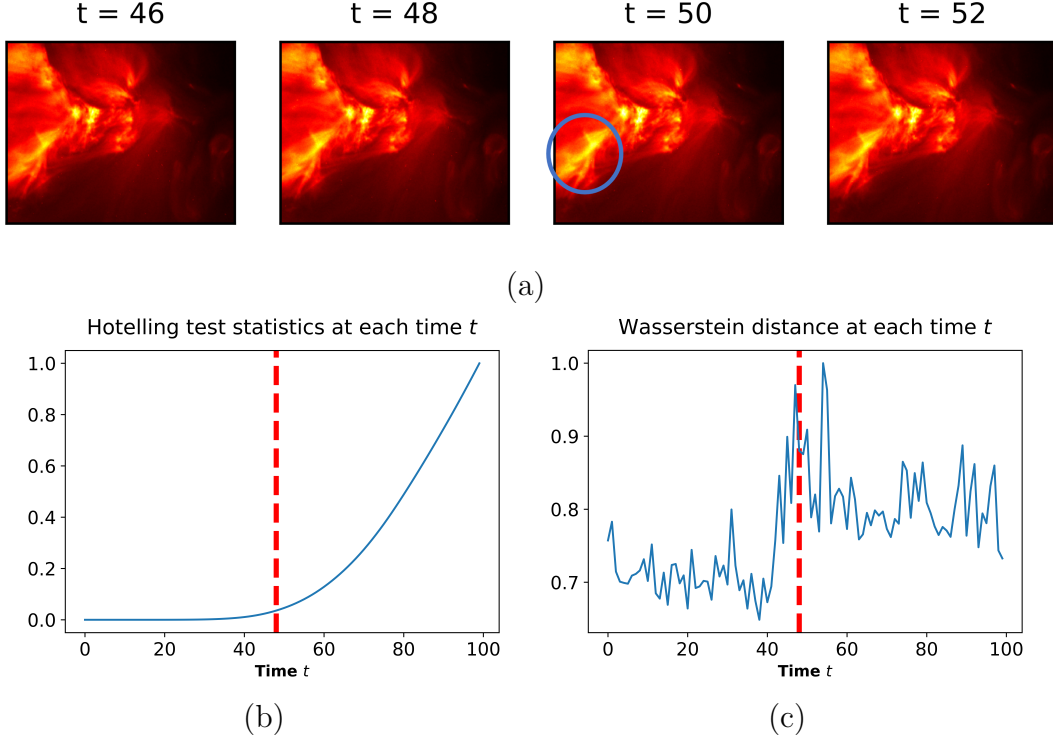 t = 46 t = 48 t = 50 t = 52
(a)
Hotelling test statistics at each time t
1.0
0.8
0.6
0.4
0.2
0.0
0 20 40 60 80 100
Time t
(b)
Wasserstein distance at each time t
1.0
0.9
0.8
0.7
0 20 40 60 80 100
Time t
(c)